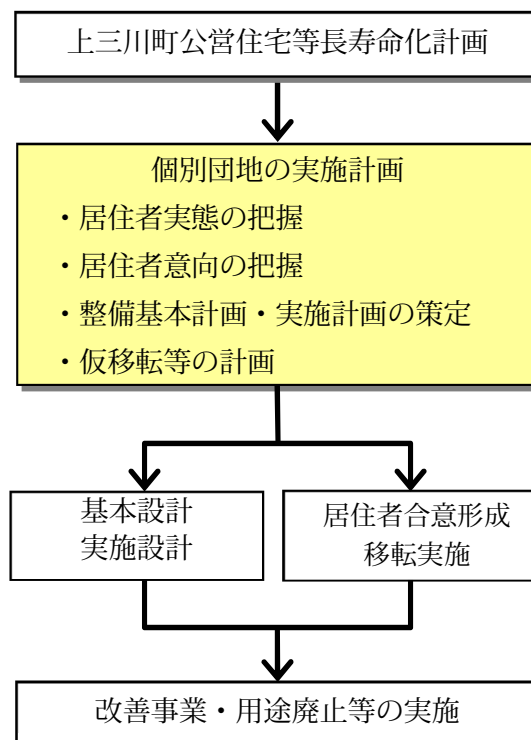 上三川町公営住宅等長寿命化計画
個別団地の実施計画
・居住者実態の把握
・居住者意向の把握
・整備基本計画・実施計画の策定
・仮移転等の計画
基本設計
実施設計
居住者合意形成
移転実施
改善事業・用途廃止等の実施